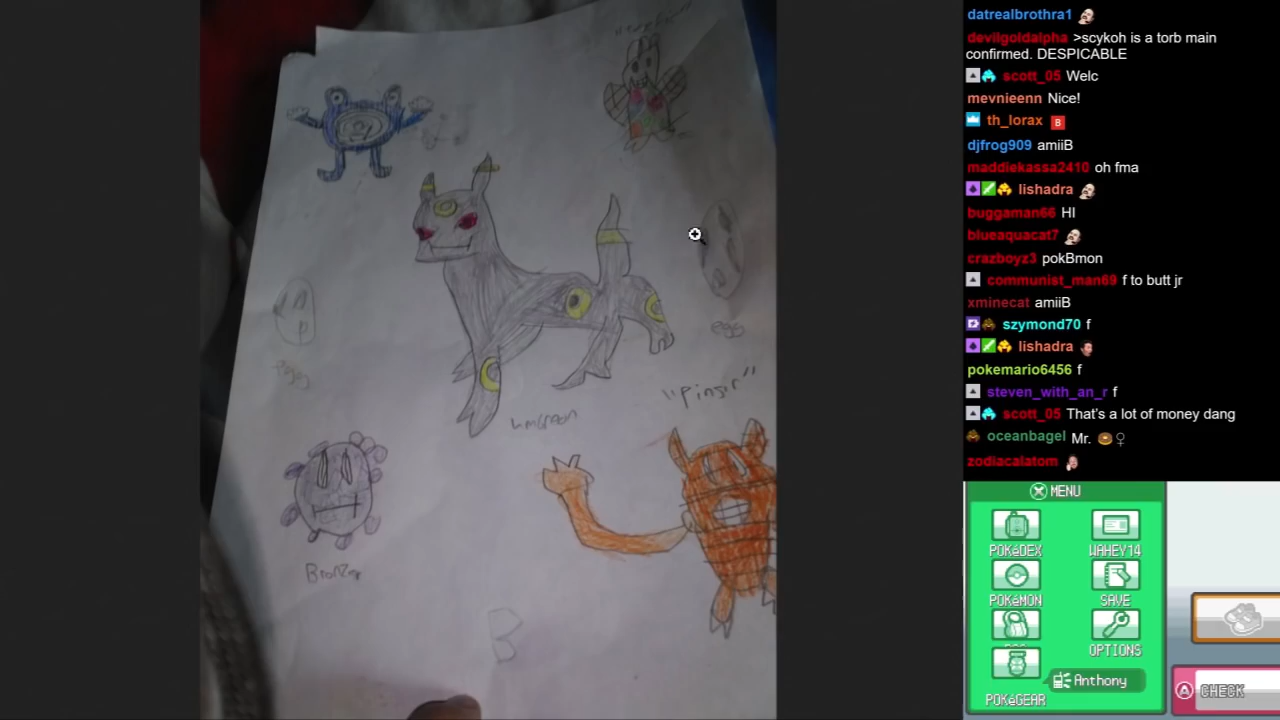 egg
"Pinsir"
Umbreon
Bronzor
B
datrealbrothra1
devilgoldalpha >scykoh is a torb main
confirmed. DESPICABLE
scott_05 Welc
mevnieenn Nice!
th_lorax B
djfrog909 amiiB
maddiekassa2410 oh fma
lishadra
buggaman66 HI
blueaquacat7
crazboyz3 pokBmon
communist_man69 f to butt jr
xminecat amiiB
szymond70 f
lishadra
pokemario6456 f
steven_with_an_r f
scott_05 That's a lot of money dang
oceanbagel Mr. ♀
zodiacalatom
MENU
POKéDEX WAHEY14
POKéMON SAVE
OPTIONS
Anthony
POKéGEAR
A CHECK